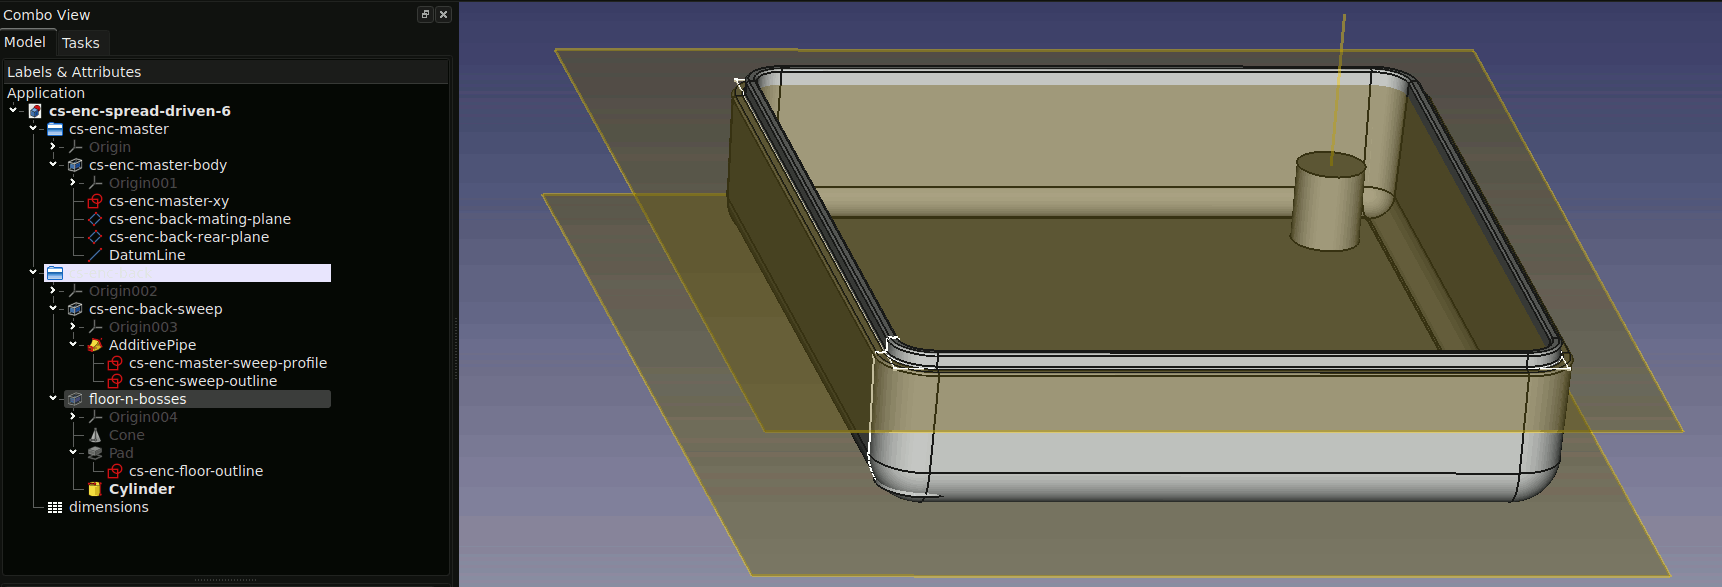 Combo View
Model Tasks
Labels & Attributes
Application
cs-enc-spread-driven-6
cs-enc-master
Origin
cs-enc-master-body
Origin001
cs-enc-master-xy
cs-enc-back-mating-plane
cs-enc-back-rear-plane
DatumLine
Origin002
cs-enc-back-sweep
Origin003
AdditivePipe
cs-enc-master-sweep-profile
cs-enc-sweep-outline
floor-n-bosses
Origin004
Cone
Pad
cs-enc-floor-outline
Cylinder
dimensions